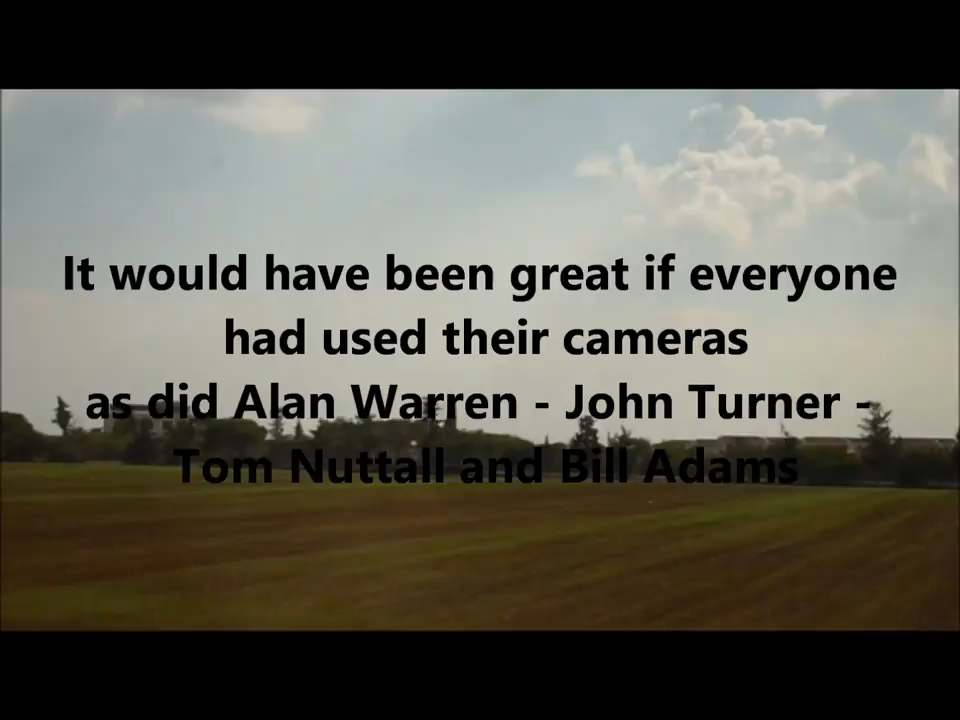 It would have been great if everyone
had used their cameras
as did Alan Warren - John Turner -
Tom Nuttall and Bill Adams